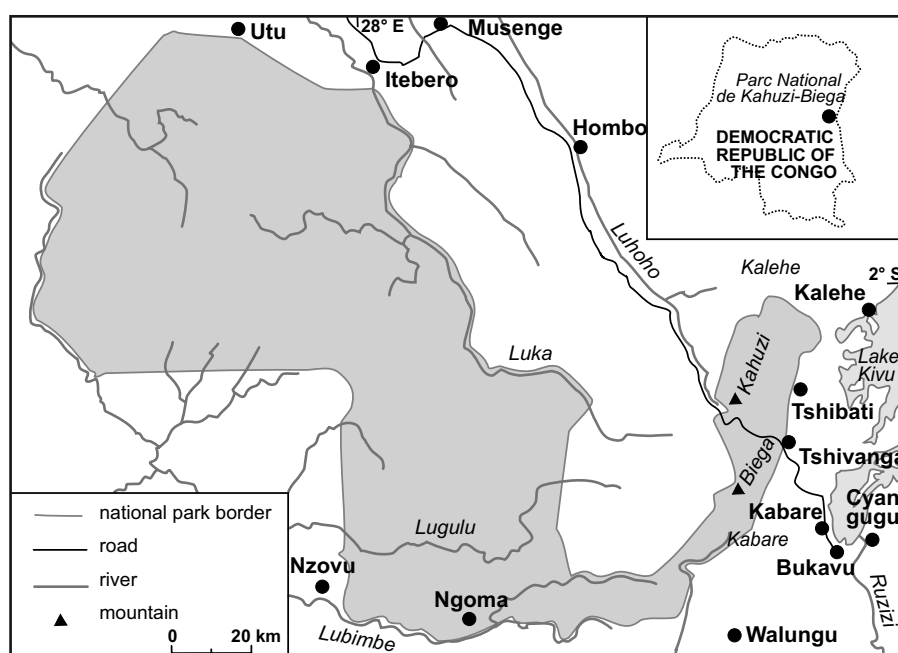 Utu
28° E
Musenge
Itebero
Hombo
Parc National
de Kahuzi-Biega
DEMOCRATIC
REPUBLIC OF
THE CONGO
Luhoho
Kalehe
2° S
Kalehe
Lake
Kivu
Luka
Kahuzi
Tshibati
Tshivanga
Biega
Cyan
gugu
Kabare
Kabare
Bukavu
Ruzizi
Lugulu
Nzovu
Ngoma
Lubimbe
Walungu
national park border
road
river
mountain
0 20 km